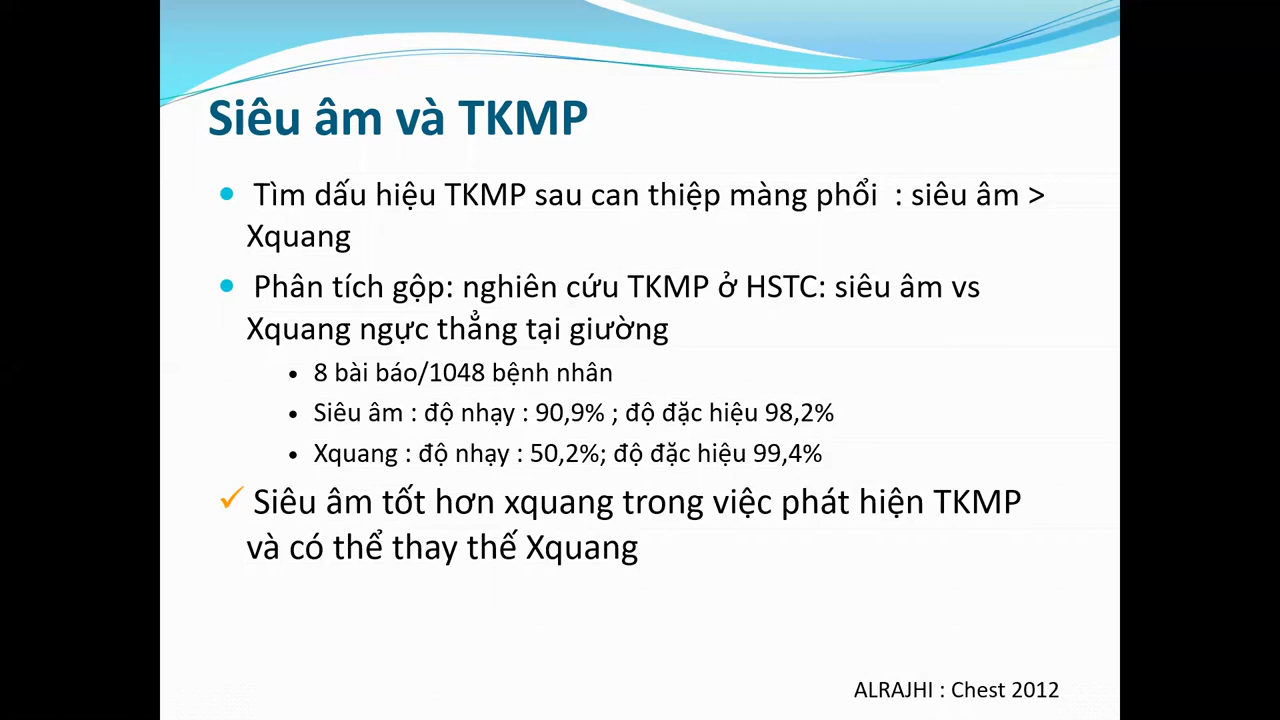 Siêu âm và TKMP
• Tìm dấu hiệu TKMP sau can thiệp màng phổi : siêu âm >
Xquang
• Phân tích gộp: nghiên cứu TKMP ở HSTC: siêu âm vs
Xquang ngực thẳng tại giường
• 8 bài báo/1048 bệnh nhân
• Siêu âm : độ nhạy : 90,9% ; độ đặc hiệu 98,2%
• Xquang : độ nhạy : 50,2%; độ đặc hiệu 99,4%
✓ Siêu âm tốt hơn xquang trong việc phát hiện TKMP
và có thể thay thế Xquang
ALRAJHI : Chest 2012